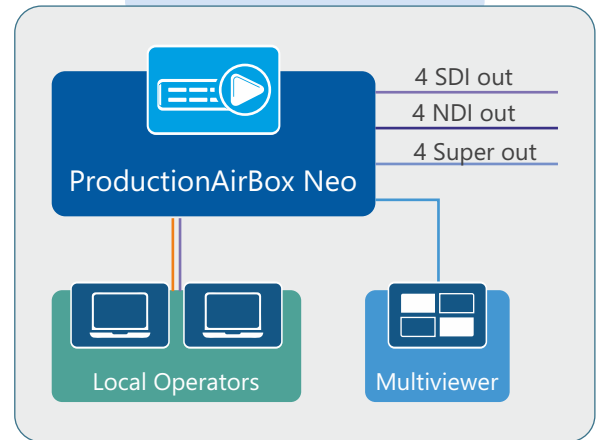 4 SDI out
4 NDI out
4 Super out
ProductionAirBox Neo
Local Operators
Multiviewer